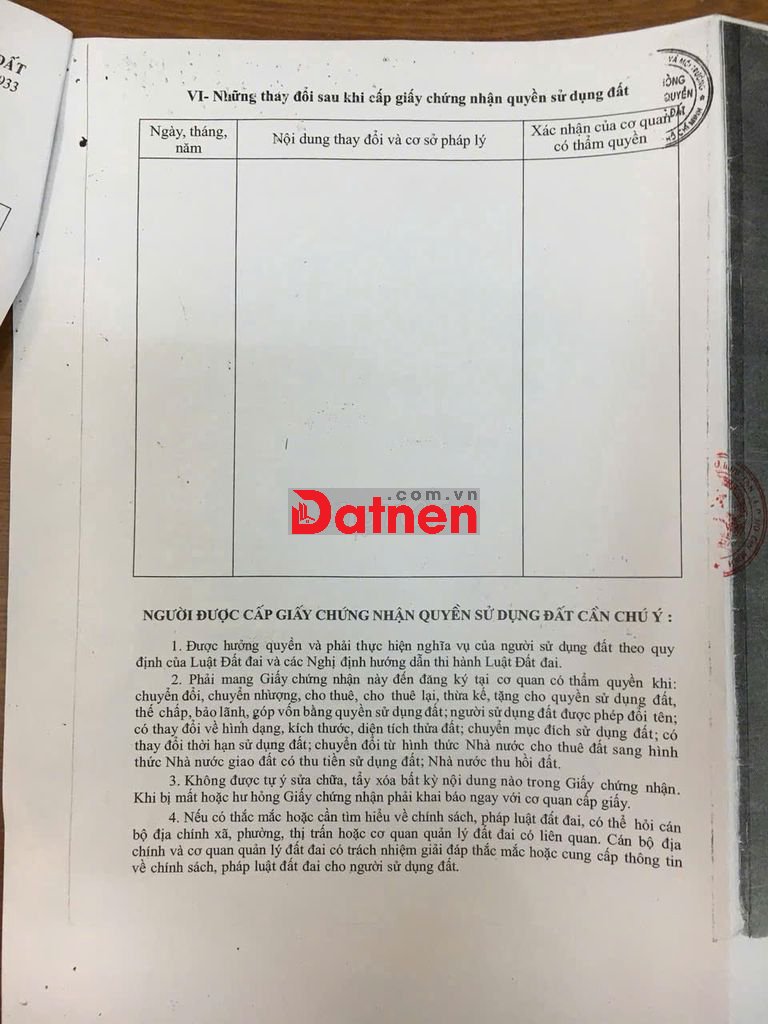 ĐẤT
933
VI- Những thay đổi sau khi cấp giấy chứng nhận quyền sử dụng đất
VÀ MÔI TRƯỜNG
QUYỀN
ĐẤT
Ngày, tháng, năm
Nội dung thay đổi và cơ sở pháp lý
Xác nhận của cơ quan có thẩm quyền
.com.vn
Datnen
NGƯỜI ĐƯỢC CẤP GIẤY CHỨNG NHẬN QUYỀN SỬ DỤNG ĐẤT CẦN CHÚ Ý :
1. Được hưởng quyền và phải thực hiện nghĩa vụ của người sử dụng đất theo quy
định của Luật Đất đai và các Nghị định hướng dẫn thi hành Luật Đất đai.
2. Phải mang Giấy chứng nhận này đến đăng ký tại cơ quan có thẩm quyền khi:
chuyển đổi, chuyển nhượng, cho thuê, cho thuê lại, thừa kế, tặng cho quyền sử dụng đất,
thế chấp, bảo lãnh, góp vốn bằng quyền sử dụng đất; người sử dụng đất được phép đổi tên;
có thay đổi về hình dạng, kích thước, diện tích thửa đất; chuyển mục đích sử dụng đất; có
thay đổi thời hạn sử dụng đất; chuyển đổi từ hình thức Nhà nước cho thuê đất sang hình
thức Nhà nước giao đất có thu tiền sử dụng đất; Nhà nước thu hồi đất.
3. Không được tự ý sửa chữa, tẩy xóa bất kỳ nội dung nào trong Giấy chứng nhận.
Khi bị mất hoặc hư hỏng Giấy chứng nhận phải khai báo ngay với cơ quan cấp giấy.
4. Nếu có thắc mắc hoặc cần tìm hiểu về chính sách, pháp luật đất đai, có thể hỏi cán
bộ địa chính xã, phường, thị trấn hoặc cơ quan quản lý đất đai có liên quan. Cán bộ địa
chính và cơ quan quản lý đất đai có trách nhiệm giải đáp thắc mắc hoặc cung cấp thông tin
về chính sách, pháp luật đất đai cho người sử dụng đất.